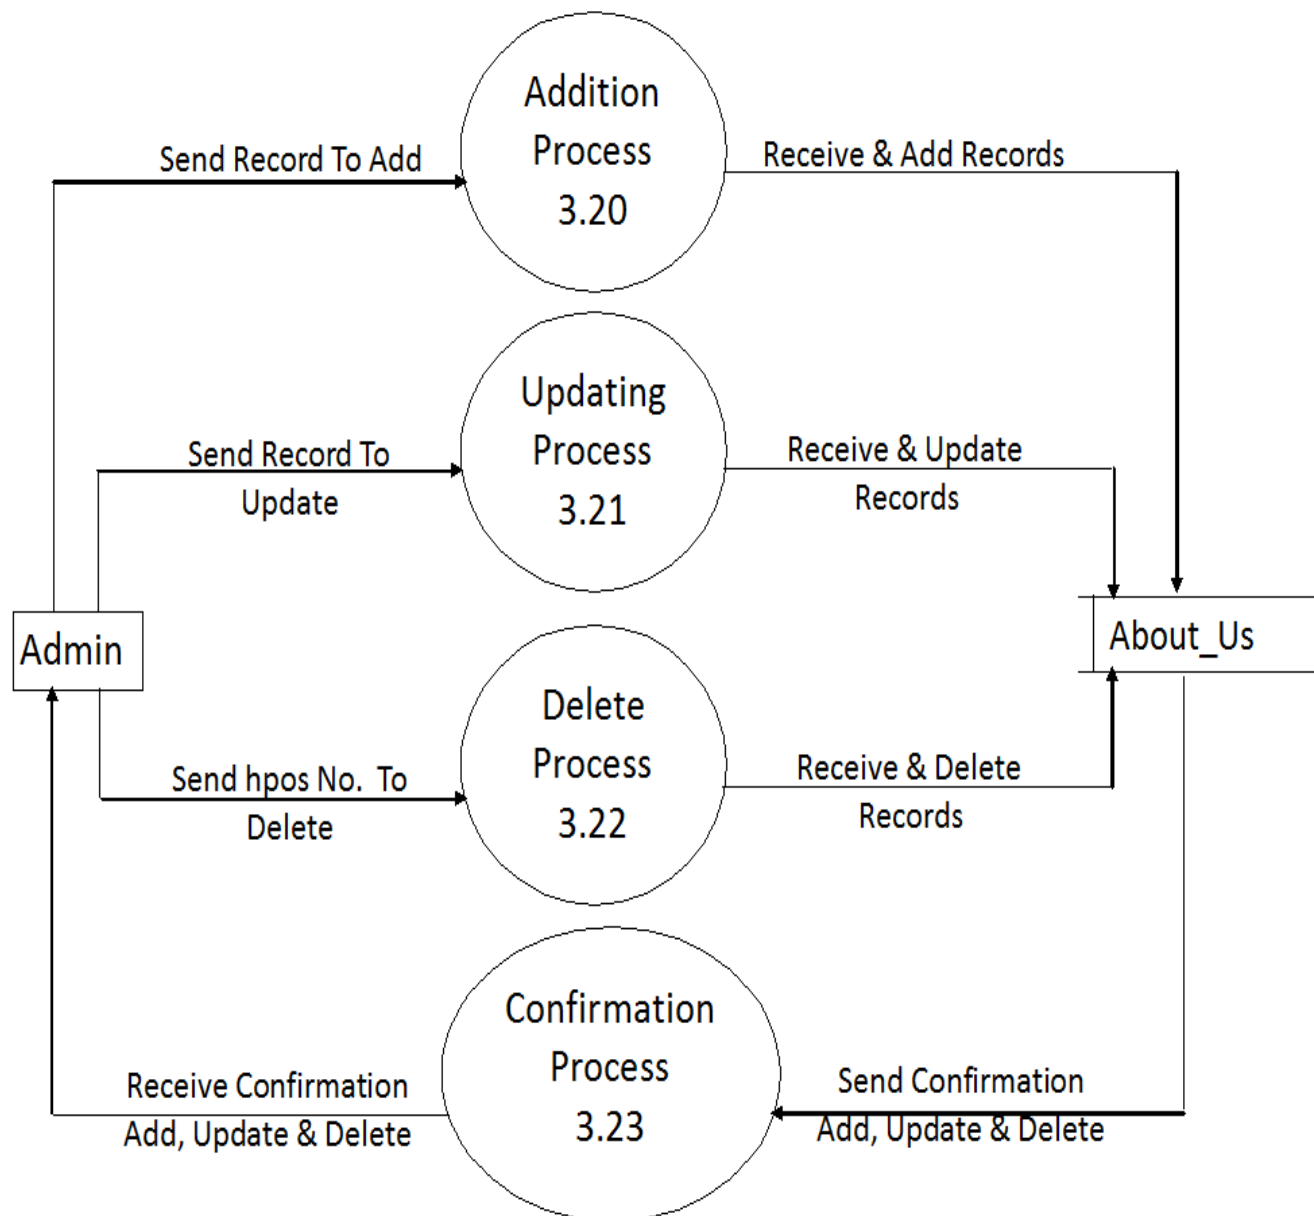 Addition
Process
3.20
Send Record To Add
Receive & Add Records
Updating
Process
3.21
Send Record To
Update
Receive & Update
Records
Admin
About_Us
Delete
Process
3.22
Send hpos No. To
Delete
Receive & Delete
Records
Confirmation
Process
3.23
Receive Confirmation
Add, Update & Delete
Send Confirmation
Add, Update & Delete